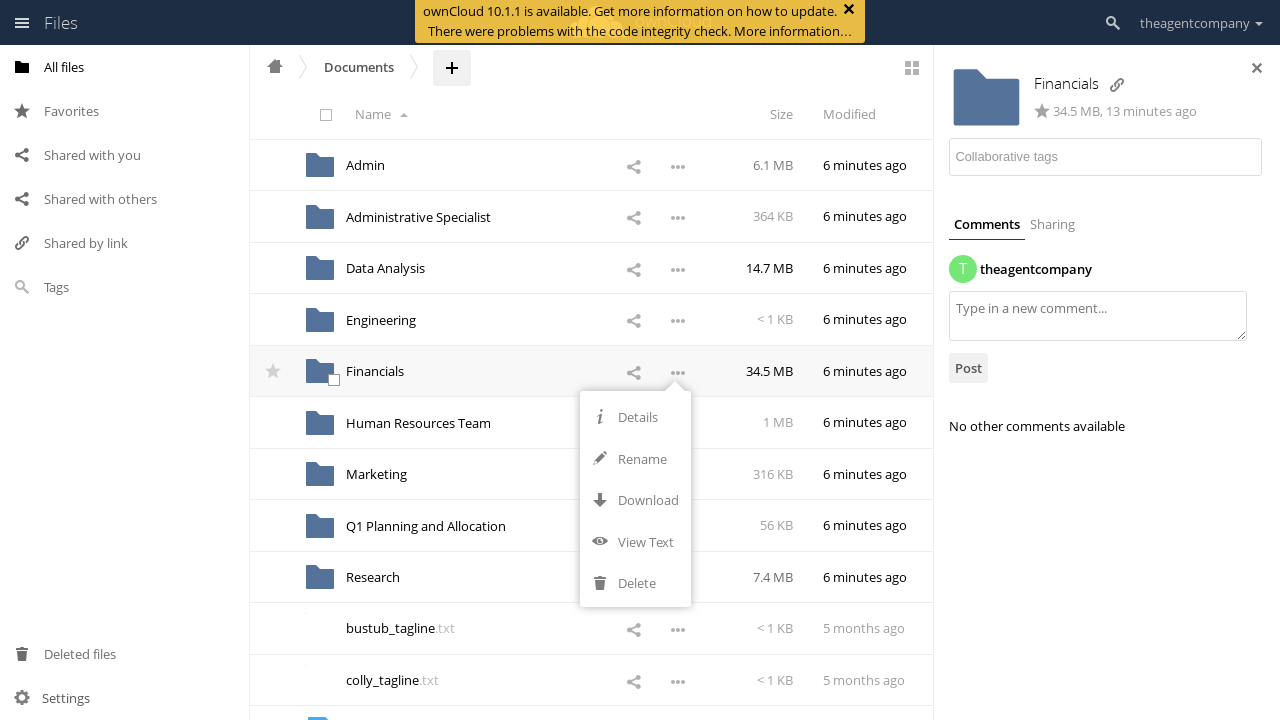 Files
ownCloud 10.1.1 is available. Get more information on how to update.
There were problems with the code integrity check. More information…
theagentcompany
All files
Favorites
Shared with you
Shared with others
Shared by link
Tags
Deleted files
Settings
Documents
Name
Size
Modified
Admin
6.1 MB
6 minutes ago
Administrative Specialist
364 KB
6 minutes ago
Data Analysis
14.7 MB
6 minutes ago
Engineering
< 1 KB
6 minutes ago
Financials
34.5 MB
6 minutes ago
Human Resources Team
1 MB
6 minutes ago
Marketing
316 KB
6 minutes ago
Q1 Planning and Allocation
56 KB
6 minutes ago
Research
7.4 MB
6 minutes ago
bustub_tagline.txt
< 1 KB
5 months ago
colly_tagline.txt
< 1 KB
5 months ago
Details
Rename
Download
View Text
Delete
Financials
34.5 MB, 13 minutes ago
Collaborative tags
Comments
Sharing
T
theagentcompany
Type in a new comment...
Post
No other comments available